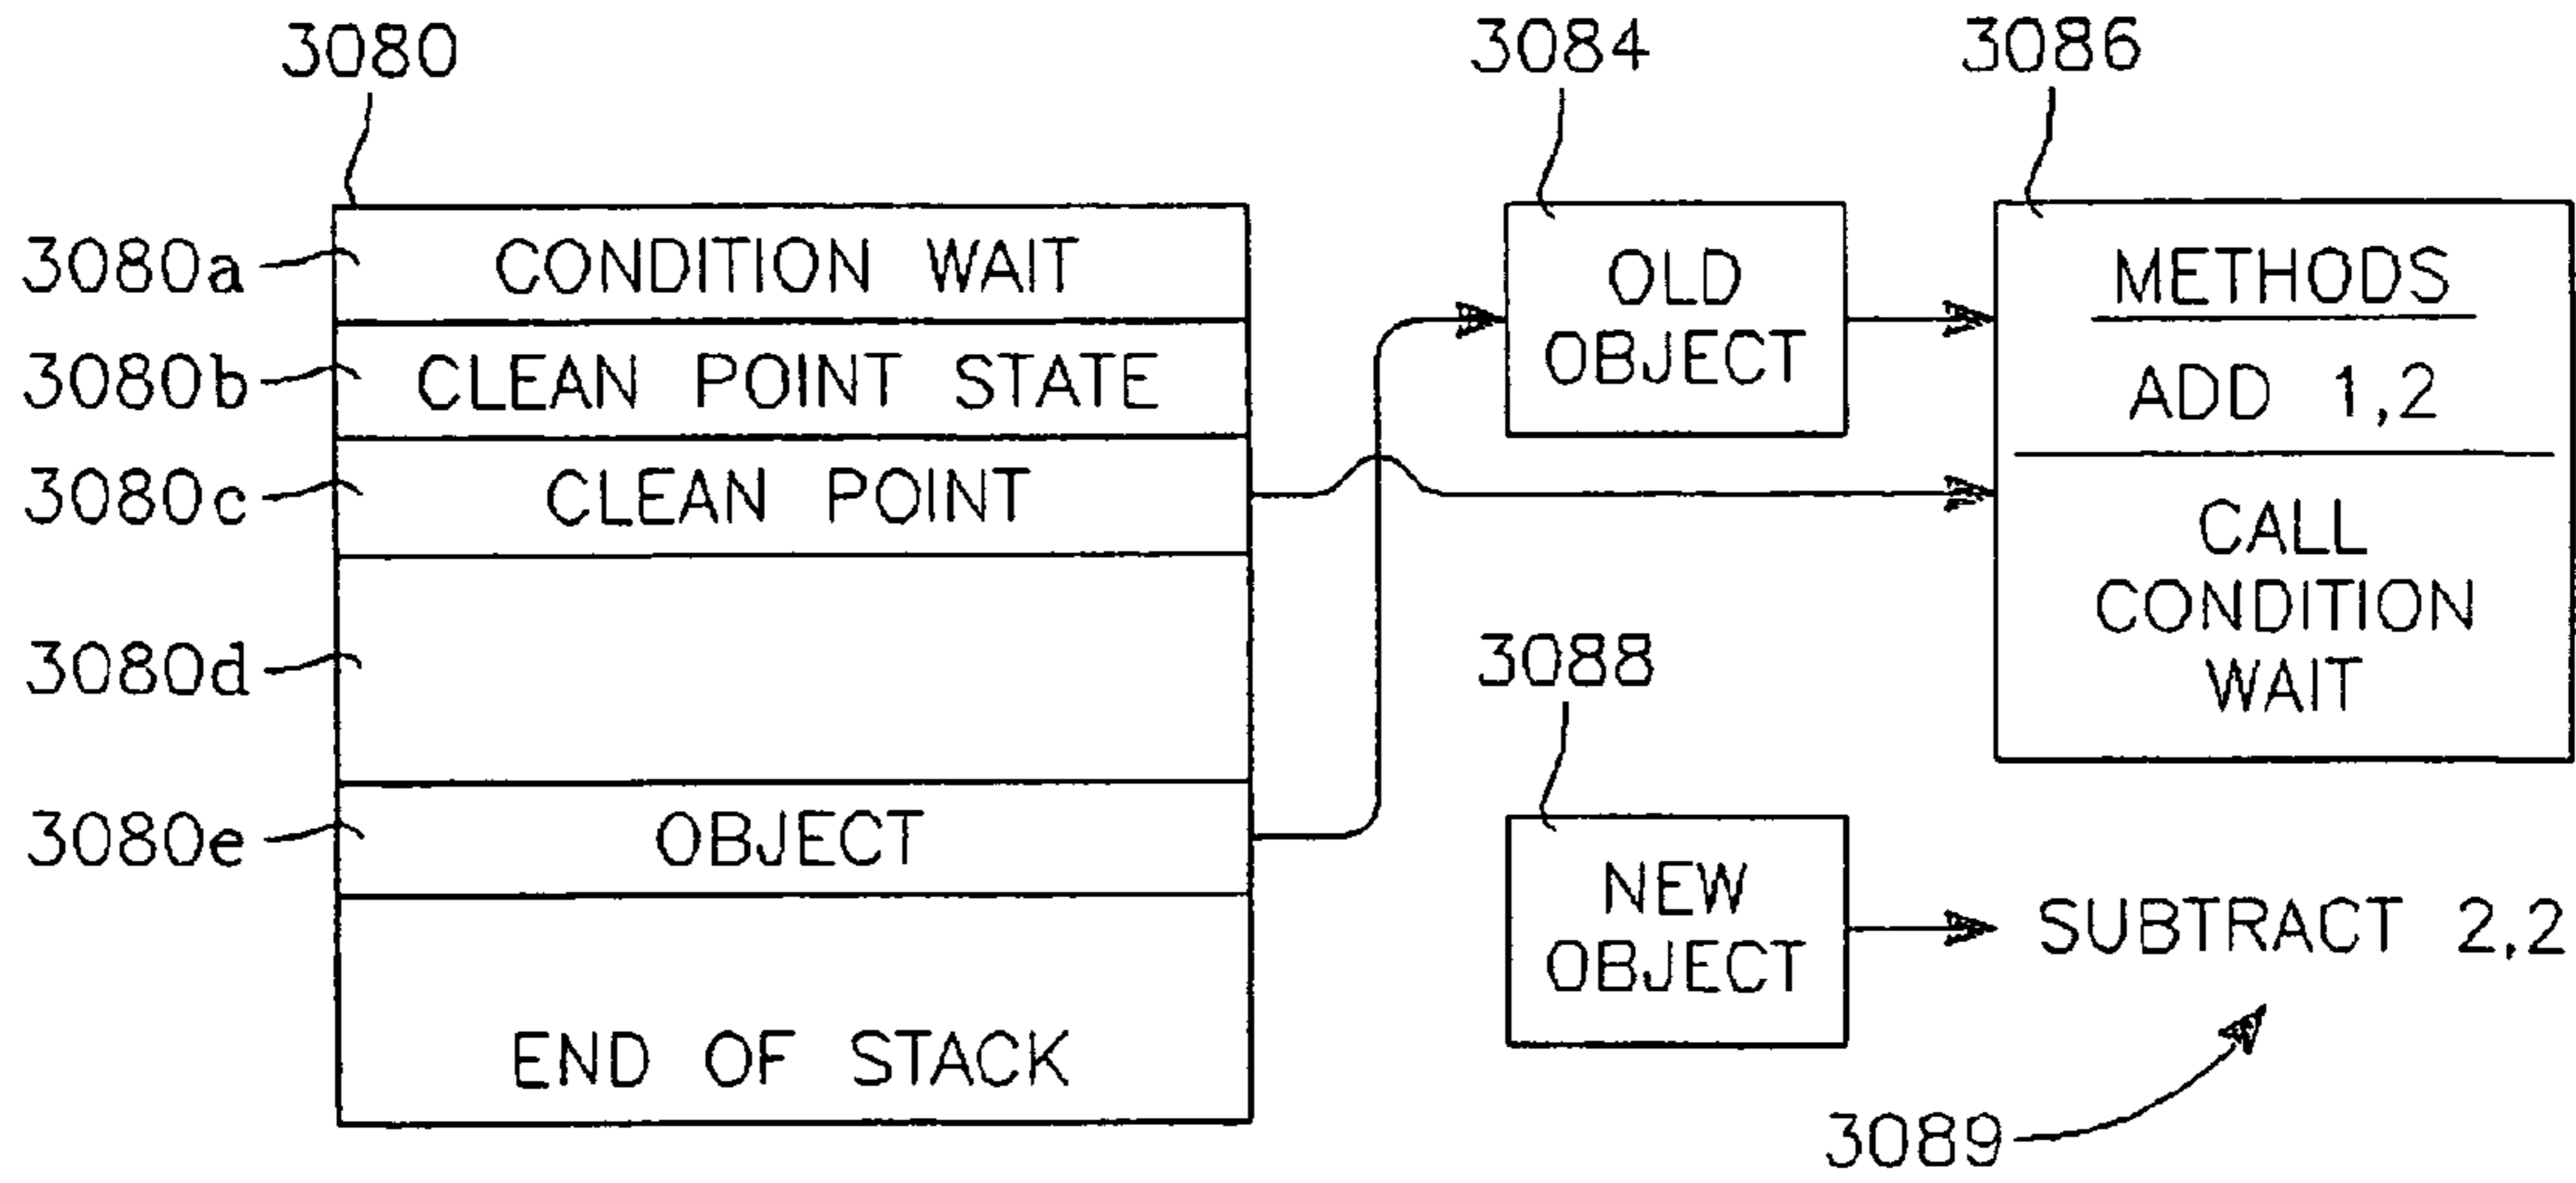 3080
3084
3086
3080a
CONDITION WAIT
3080b
CLEAN POINT STATE
3080c
CLEAN POINT
3080d
3080e
OBJECT
END OF STACK
OLD
OBJECT
METHODS
ADD 1,2
CALL
CONDITION
WAIT
3088
NEW
OBJECT
SUBTRACT 2,2
3089